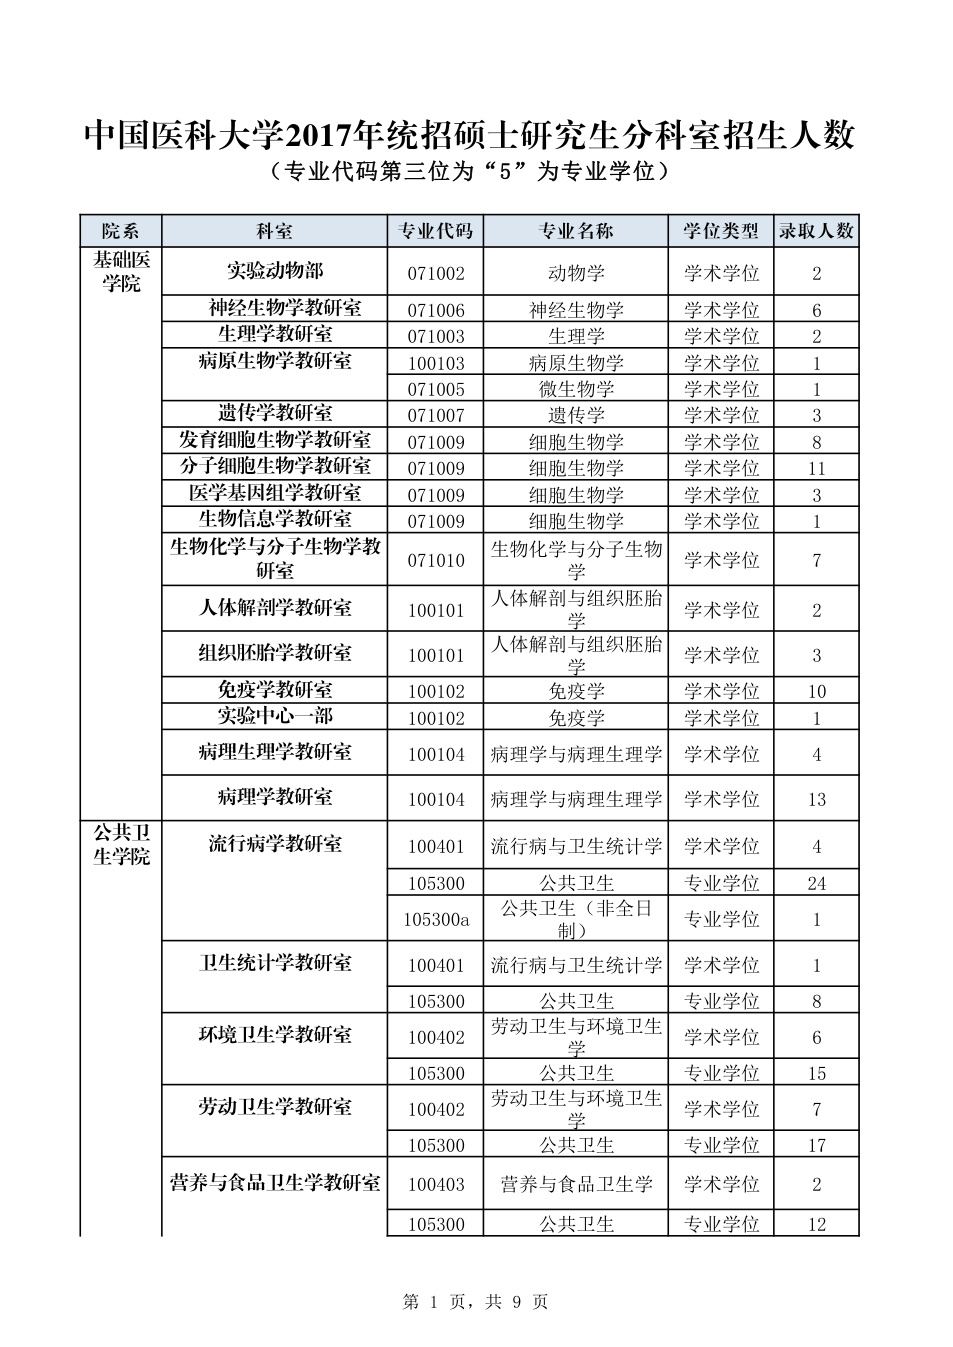 中国医科大学2017年统招硕士研究生分科室招生人数
（专业代码第三位为“5”为专业学位）
院系 科室 专业代码 专业名称 学位类型 录取人数
基础医
学院
实验动物部 071002 动物学 学术学位 2
神经生物学教研室 071006 神经生物学 学术学位 6
生理学教研室 071003 生理学 学术学位 2
病原生物学教研室 100103 病原生物学 学术学位 1
071005 微生物学 学术学位 1
遗传学教研室 071007 遗传学 学术学位 3
发育细胞生物学教研室 071009 细胞生物学 学术学位 8
分子细胞生物学教研室 071009 细胞生物学 学术学位 11
医学基因组学教研室 071009 细胞生物学 学术学位 3
生物信息学教研室 071009 细胞生物学 学术学位 1
生物化学与分子生物学教
研室
071010
生物化学与分子生物
学
学术学位 7
人体解剖学教研室 100101
人体解剖与组织胚胎
学
学术学位 2
组织胚胎学教研室 100101
人体解剖与组织胚胎
学
学术学位 3
免疫学教研室 100102 免疫学 学术学位 10
实验中心一部 100102 免疫学 学术学位 1
病理生理学教研室 100104 病理学与病理生理学 学术学位 4
病理学教研室 100104 病理学与病理生理学 学术学位 13
公共卫
生学院
流行病学教研室 100401 流行病与卫生统计学 学术学位 4
105300 公共卫生 专业学位 24
105300a
公共卫生（非全日
制）
专业学位 1
卫生统计学教研室 100401 流行病与卫生统计学 学术学位 1
105300 公共卫生 专业学位 8
环境卫生学教研室 100402
劳动卫生与环境卫生
学
学术学位 6
105300 公共卫生 专业学位 15
劳动卫生学教研室 100402
劳动卫生与环境卫生
学
学术学位 7
105300 公共卫生 专业学位 17
营养与食品卫生学教研室 100403 营养与食品卫生学 学术学位 2
105300 公共卫生 专业学位 12
第 1 页，共 9 页